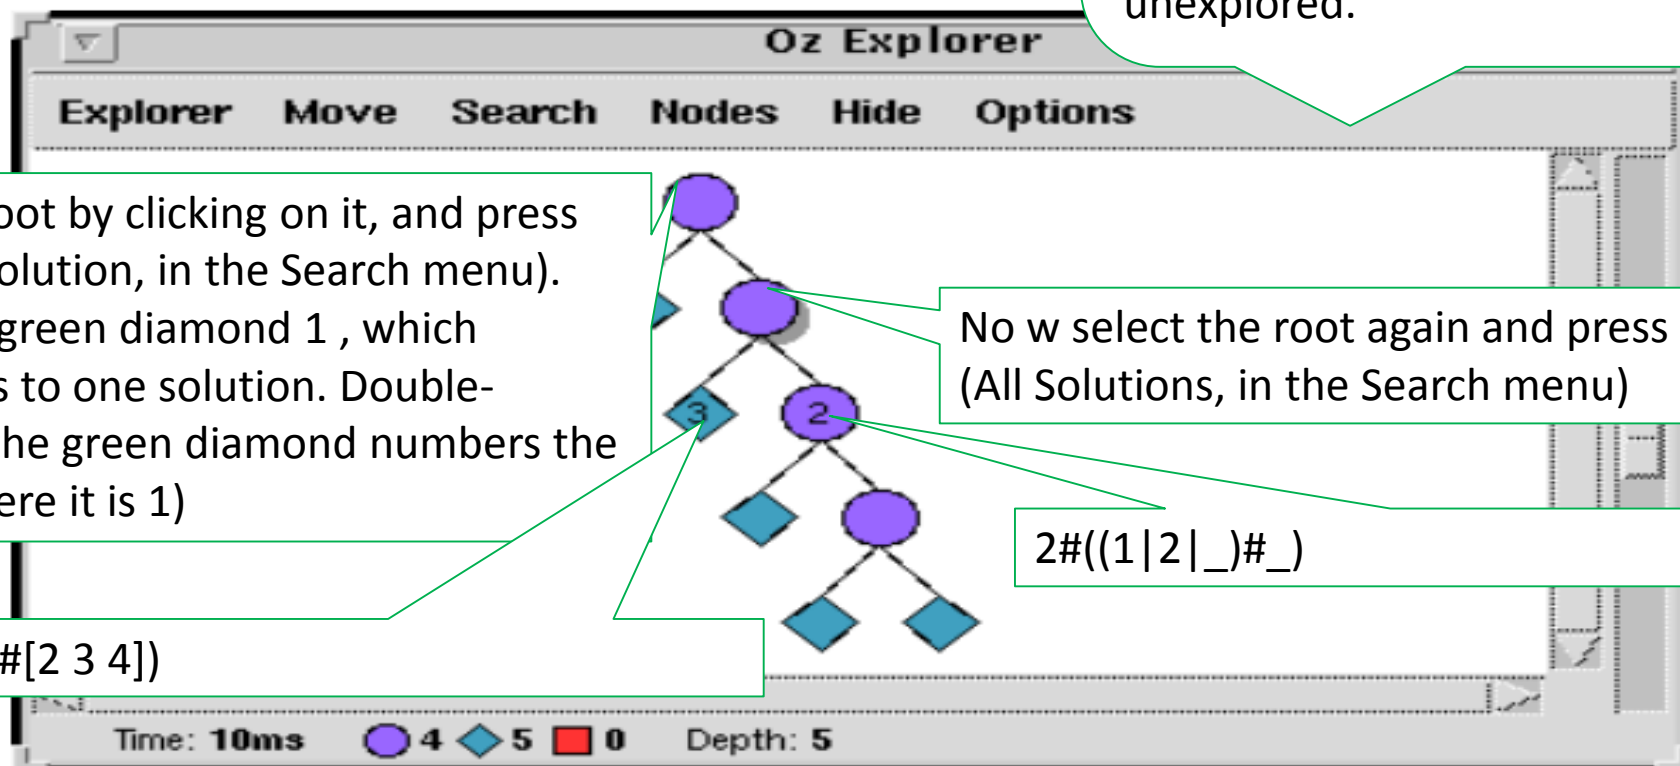 unexplored.
Oz Explorer
Explorer Move Search Nodes Hide Options
oot by clicking on it, and press
olution, in the Search menu).
green diamond 1 , which
s to one solution. Double-
he green diamond numbers the
ere it is 1)
No w select the root again and press
(All Solutions, in the Search menu)
3
2
2#((1|2|_)#_)
#[2 3 4])
Time: 10ms 4 5 0 Depth: 5